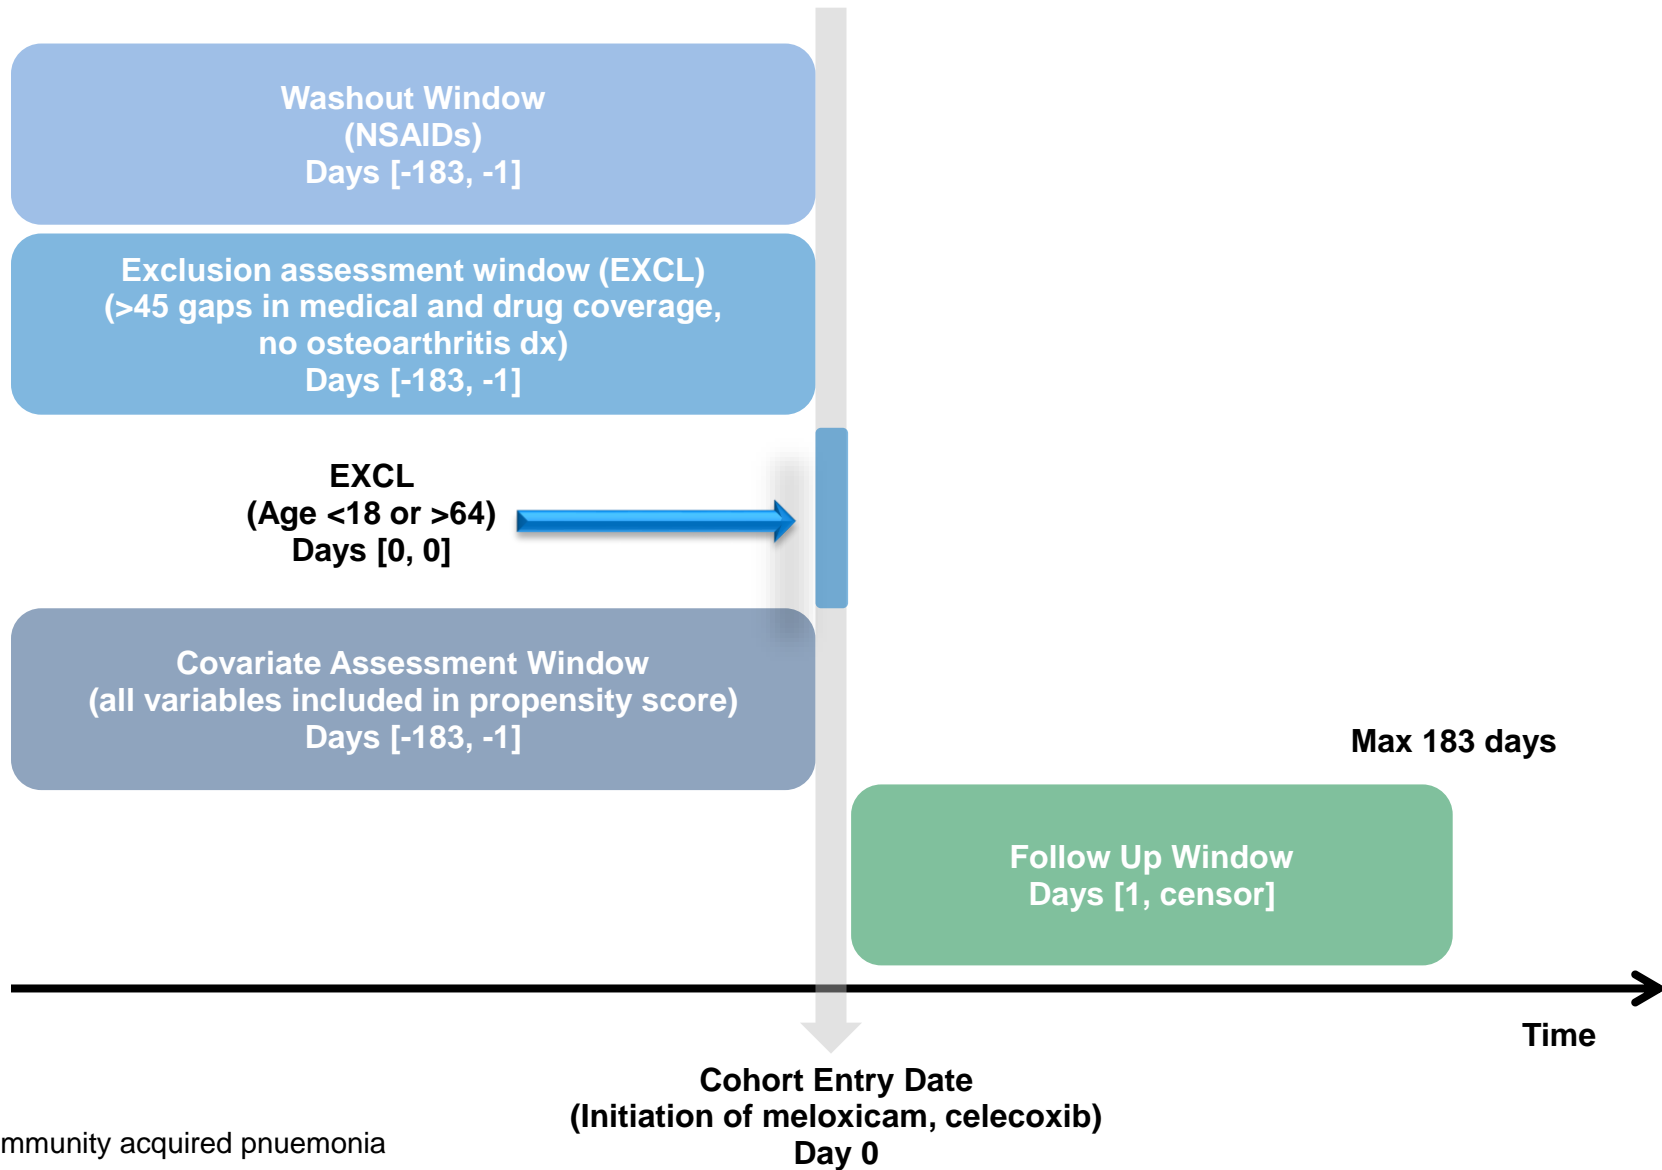 Washout Window
(NSAIDs)
Days [-183, -1]
Exclusion assessment window (EXCL)
(>45 gaps in medical and drug coverage,
no osteoarthritis dx)
Days [-183, -1]
EXCL
(Age <18 or >64)
Days [0, 0]
Covariate Assessment Window
(all variables included in propensity score)
Days [-183, -1]
Max 183 days
Follow Up Window
Days [1, censor]
Time
Cohort Entry Date
(Initiation of meloxicam, celecoxib)
Day 0
mmunity acquired pnuemonia